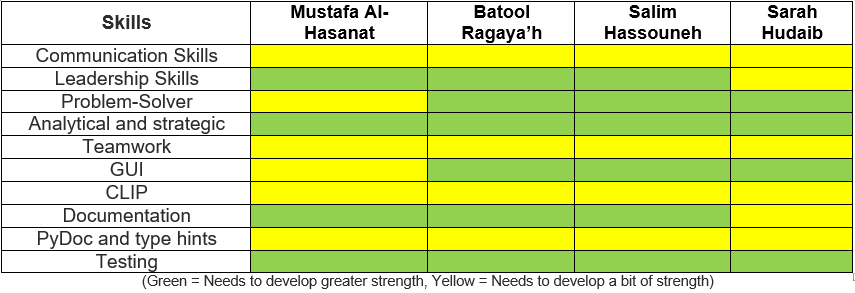 Skills
Mustafa Al-
Hasanat
Batool
Ragaya'h
Salim
Hassouneh
Sarah
Hudaib
Communication Skills
Leadership Skills
Problem-Solver
Analytical and strategic
Teamwork
GUI
CLIP
Documentation
PyDoc and type hints
Testing
(Green = Needs to develop greater strength, Yellow = Needs to develop a bit of strength)